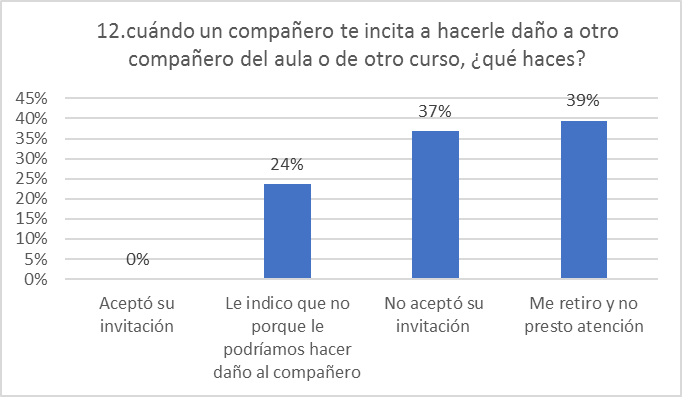 12.cuándo un compañero te incita a hacerle daño a otro
compañero del aula o de otro curso, ¿qué haces?
45%
40%
35%
30%
25%
20%
15%
10%
5%
0%
0%
24%
37%
39%
Aceptó su
invitación
Le indico que no
porque le
podríamos hacer
daño al compañero
No aceptó su
invitación
Me retiro y no
presto atención